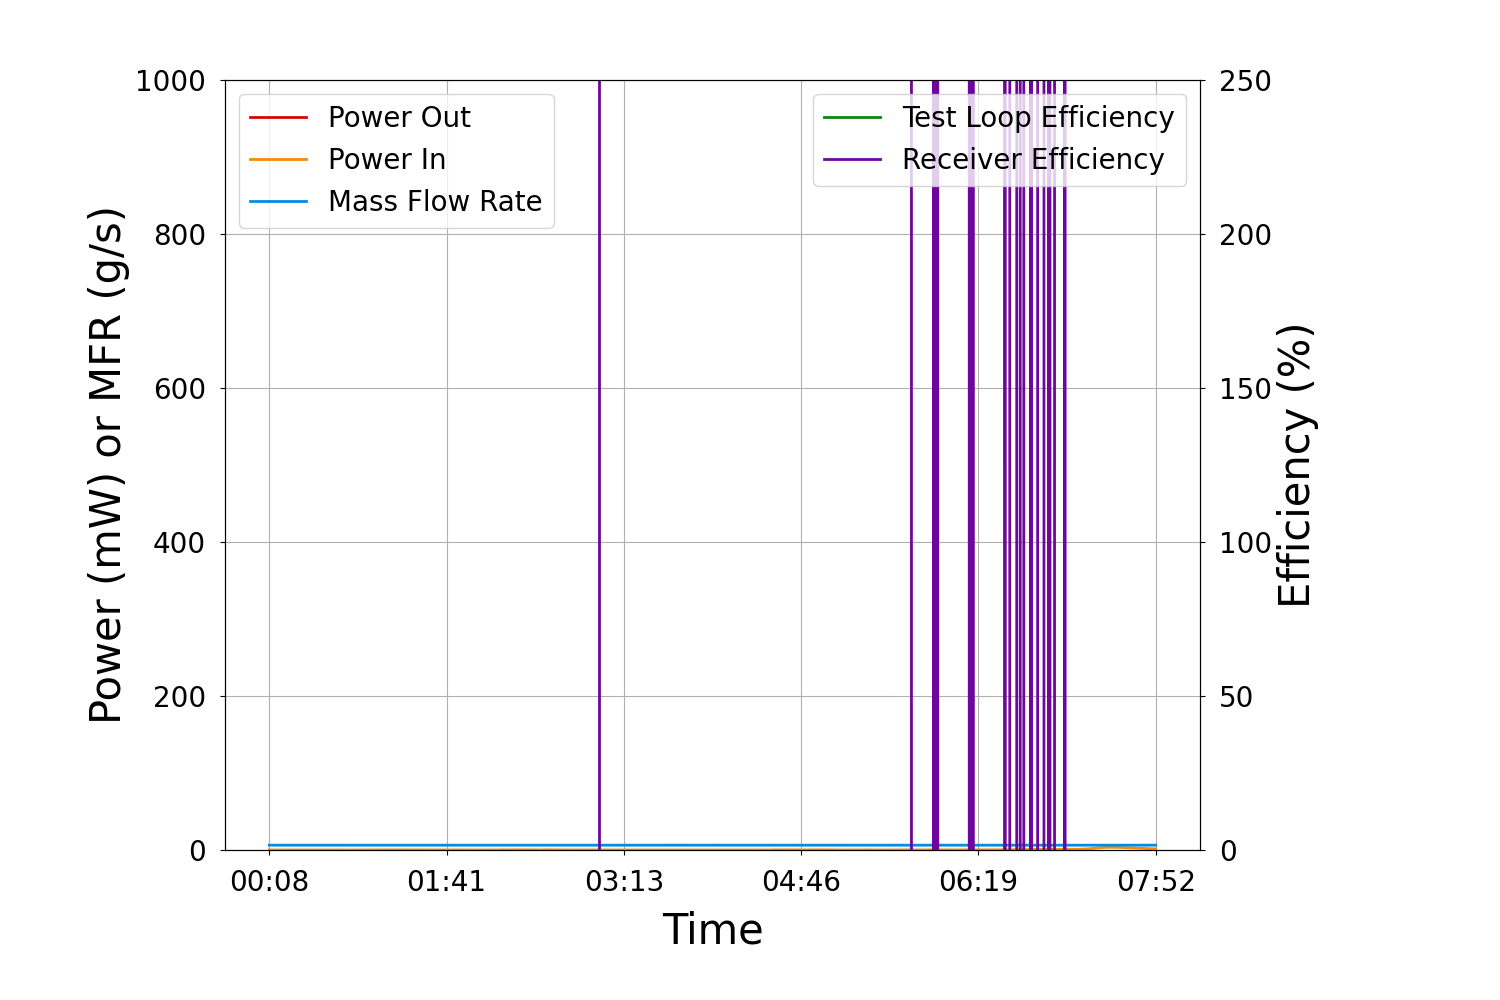 Power (mW) or MFR (g/s)
1000
800
600
400
200
0
Power Out
Power In
Mass Flow Rate
Test Loop Efficiency
Receiver Efficiency
250
200
150
100
50
0
Efficiency (%)
00:08 01:41 03:13 04:46 06:19 07:52
Time